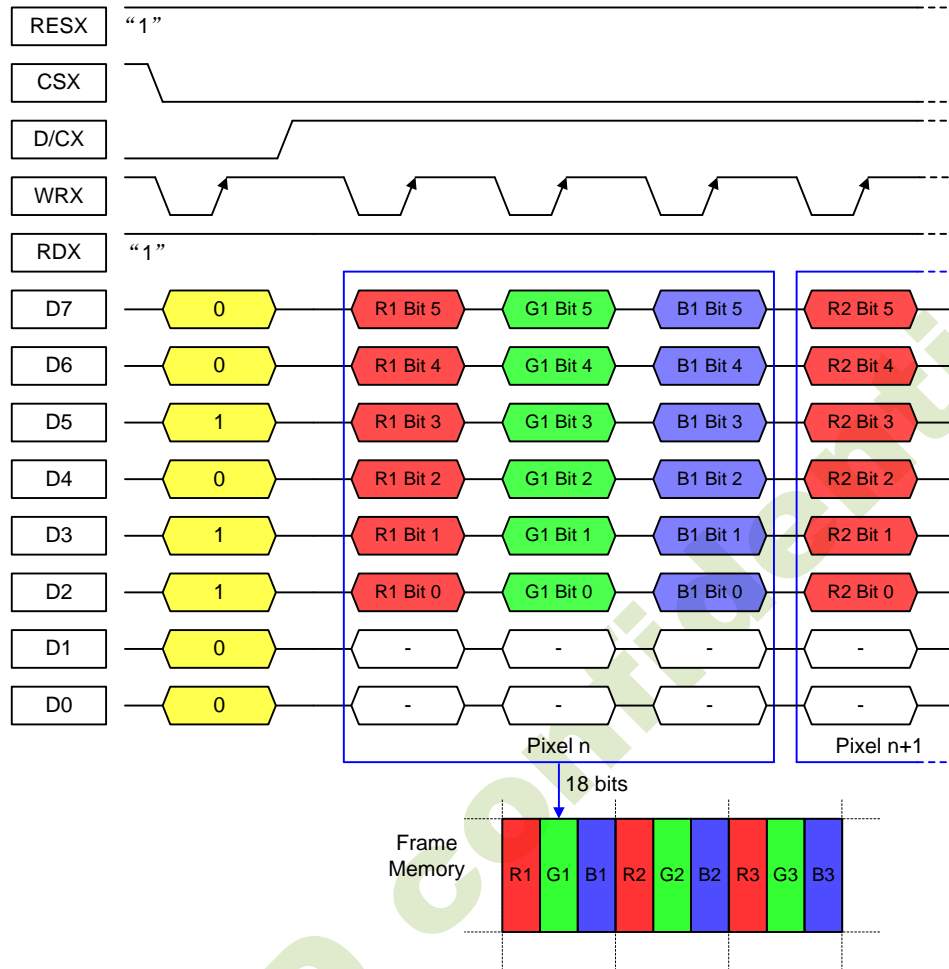 RESX “1”
CSX
D/CX
WRX
RDX “1”
D7 0 R1 Bit 5 G1 Bit 5 B1 Bit 5 R2 Bit 5
D6 0 R1 Bit 4 G1 Bit 4 B1 Bit 4 R2 Bit 4
D5 1 R1 Bit 3 G1 Bit 3 B1 Bit 3 R2 Bit 3
D4 0 R1 Bit 2 G1 Bit 2 B1 Bit 2 R2 Bit 2
D3 1 R1 Bit 1 G1 Bit 1 B1 Bit 1 R2 Bit 1
D2 1 R1 Bit 0 G1 Bit 0 B1 Bit 0 R2 Bit 0
D1 0 - - - -
D0 0 - - - -
Pixel n Pixel n+1
18 bits
Frame
Memory
R1 G1 B1 R2 G2 B2 R3 G3 B3